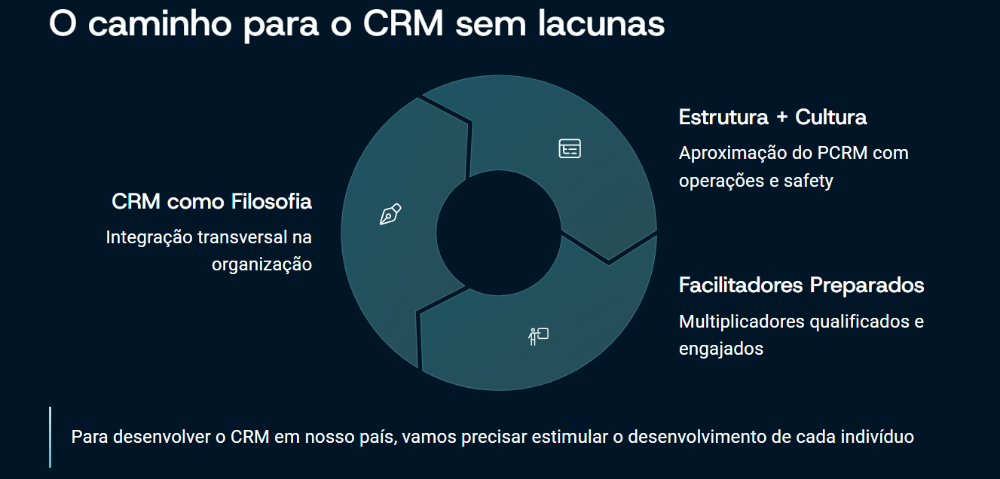 O caminho para o CRM sem lacunas
Estrutura + Cultura
Aproximação do PCRM com
operações e safety
CRM como Filosofia
Integração transversal na
organização
Facilitadores Preparados
Multiplicadores qualificados e
engajados
Para desenvolver o CRM em nosso país, vamos precisar estimular o desenvolvimento de cada indivíduo